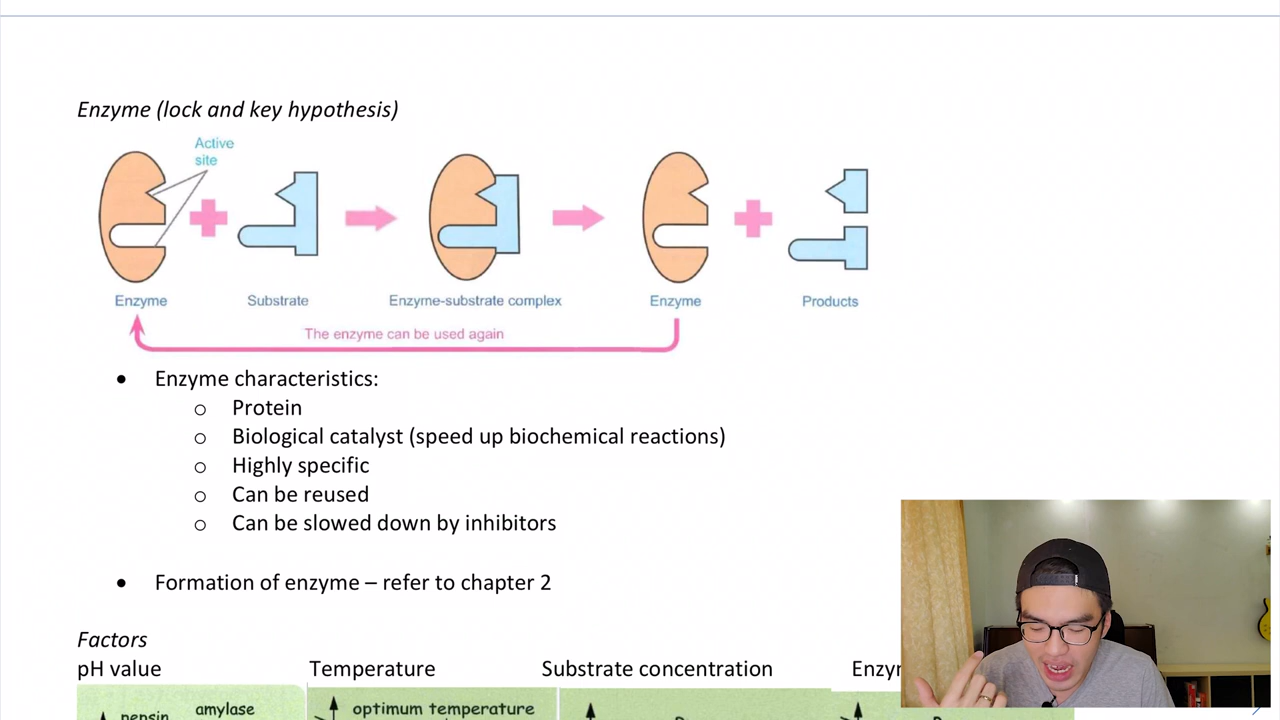 Enzyme (lock and key hypothesis)
Active
site
Enzyme
Substrate
Enzyme-substrate complex
Enzyme
Products
The enzyme can be used again
• Enzyme characteristics:
o Protein
o Biological catalyst (speed up biochemical reactions)
o Highly specific
o Can be reused
o Can be slowed down by inhibitors
• Formation of enzyme – refer to chapter 2
Factors
pH value Temperature Substrate concentration
pepsin
amylase
optimum temperature